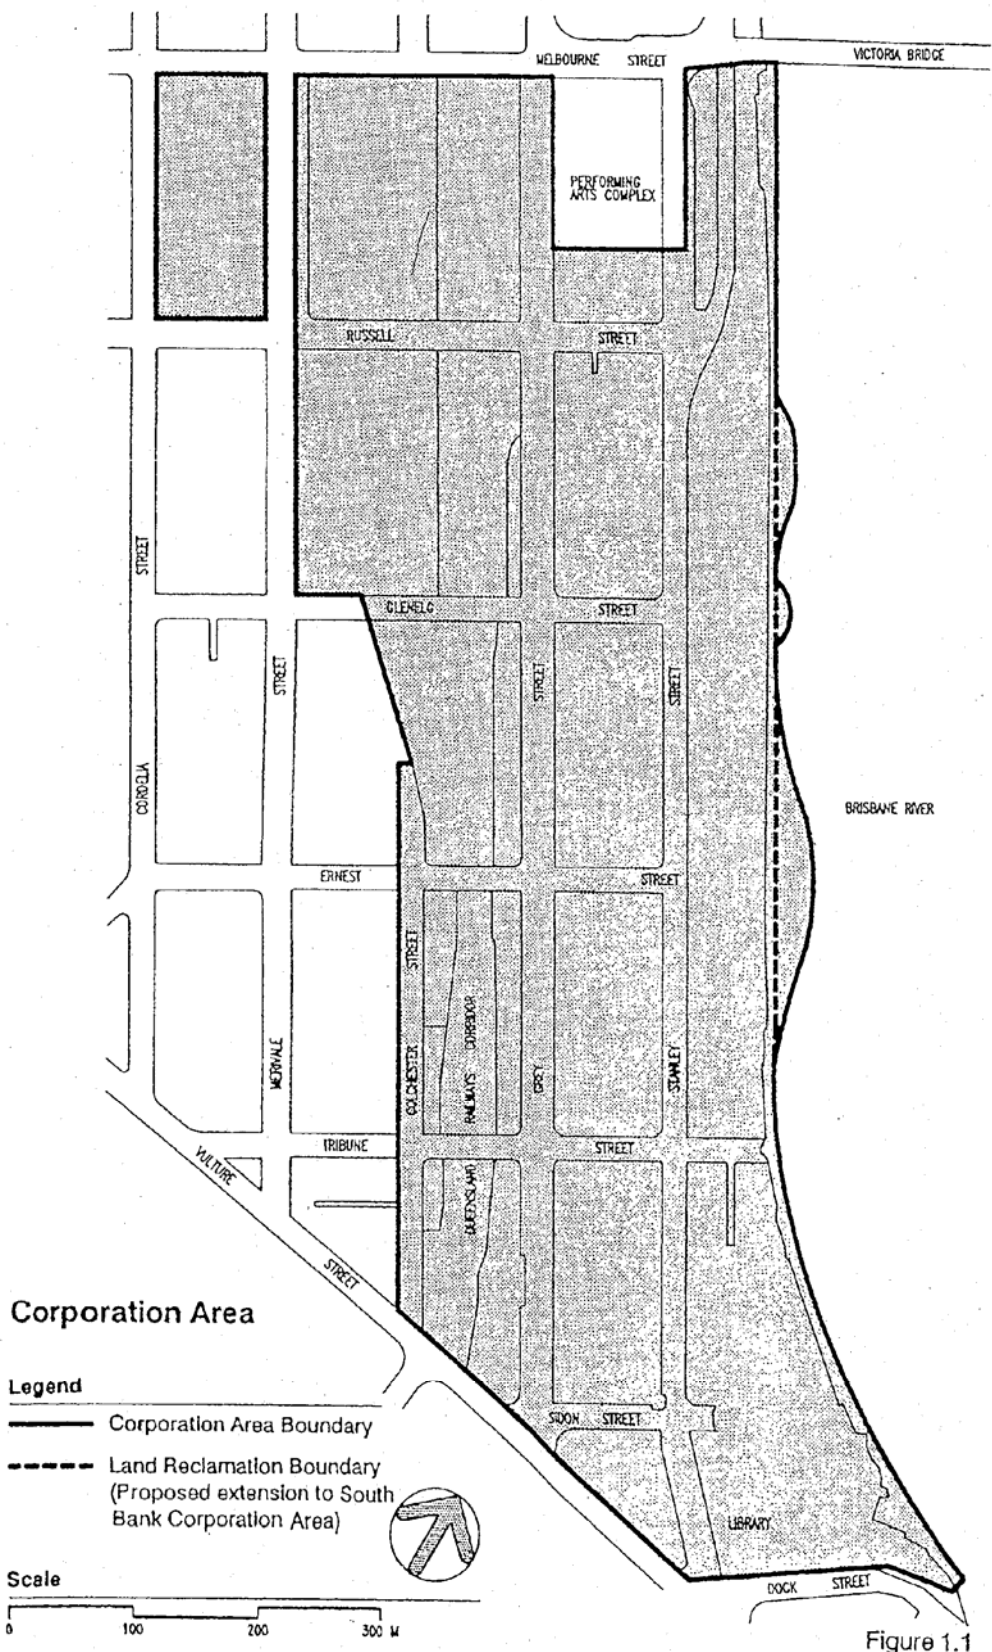 MELBOURNE STREET
VICTORIA BRIDGE
PERFORMING
ARTS COMPLEX
RUSSELL
STREET
STREET
GLENELG
STREET
STREET
STREET
STREET
CORDELIA
BRISBANE RIVER
ERNEST
STREET
STREET
RAILWAYS CORRIDOR
MERIVALE
COLCHESTER
GREY
STANLEY
TRIBUNE
STREET
VULTURE
QUEENSLAND
STREET
SIDON STREET
LIBRARY
DOCK STREET
Corporation Area
Legend
Corporation Area Boundary
Land Reclamation Boundary
(Proposed extension to South
Bank Corporation Area)
Scale
0 100 200 300 M
Figure 1.1